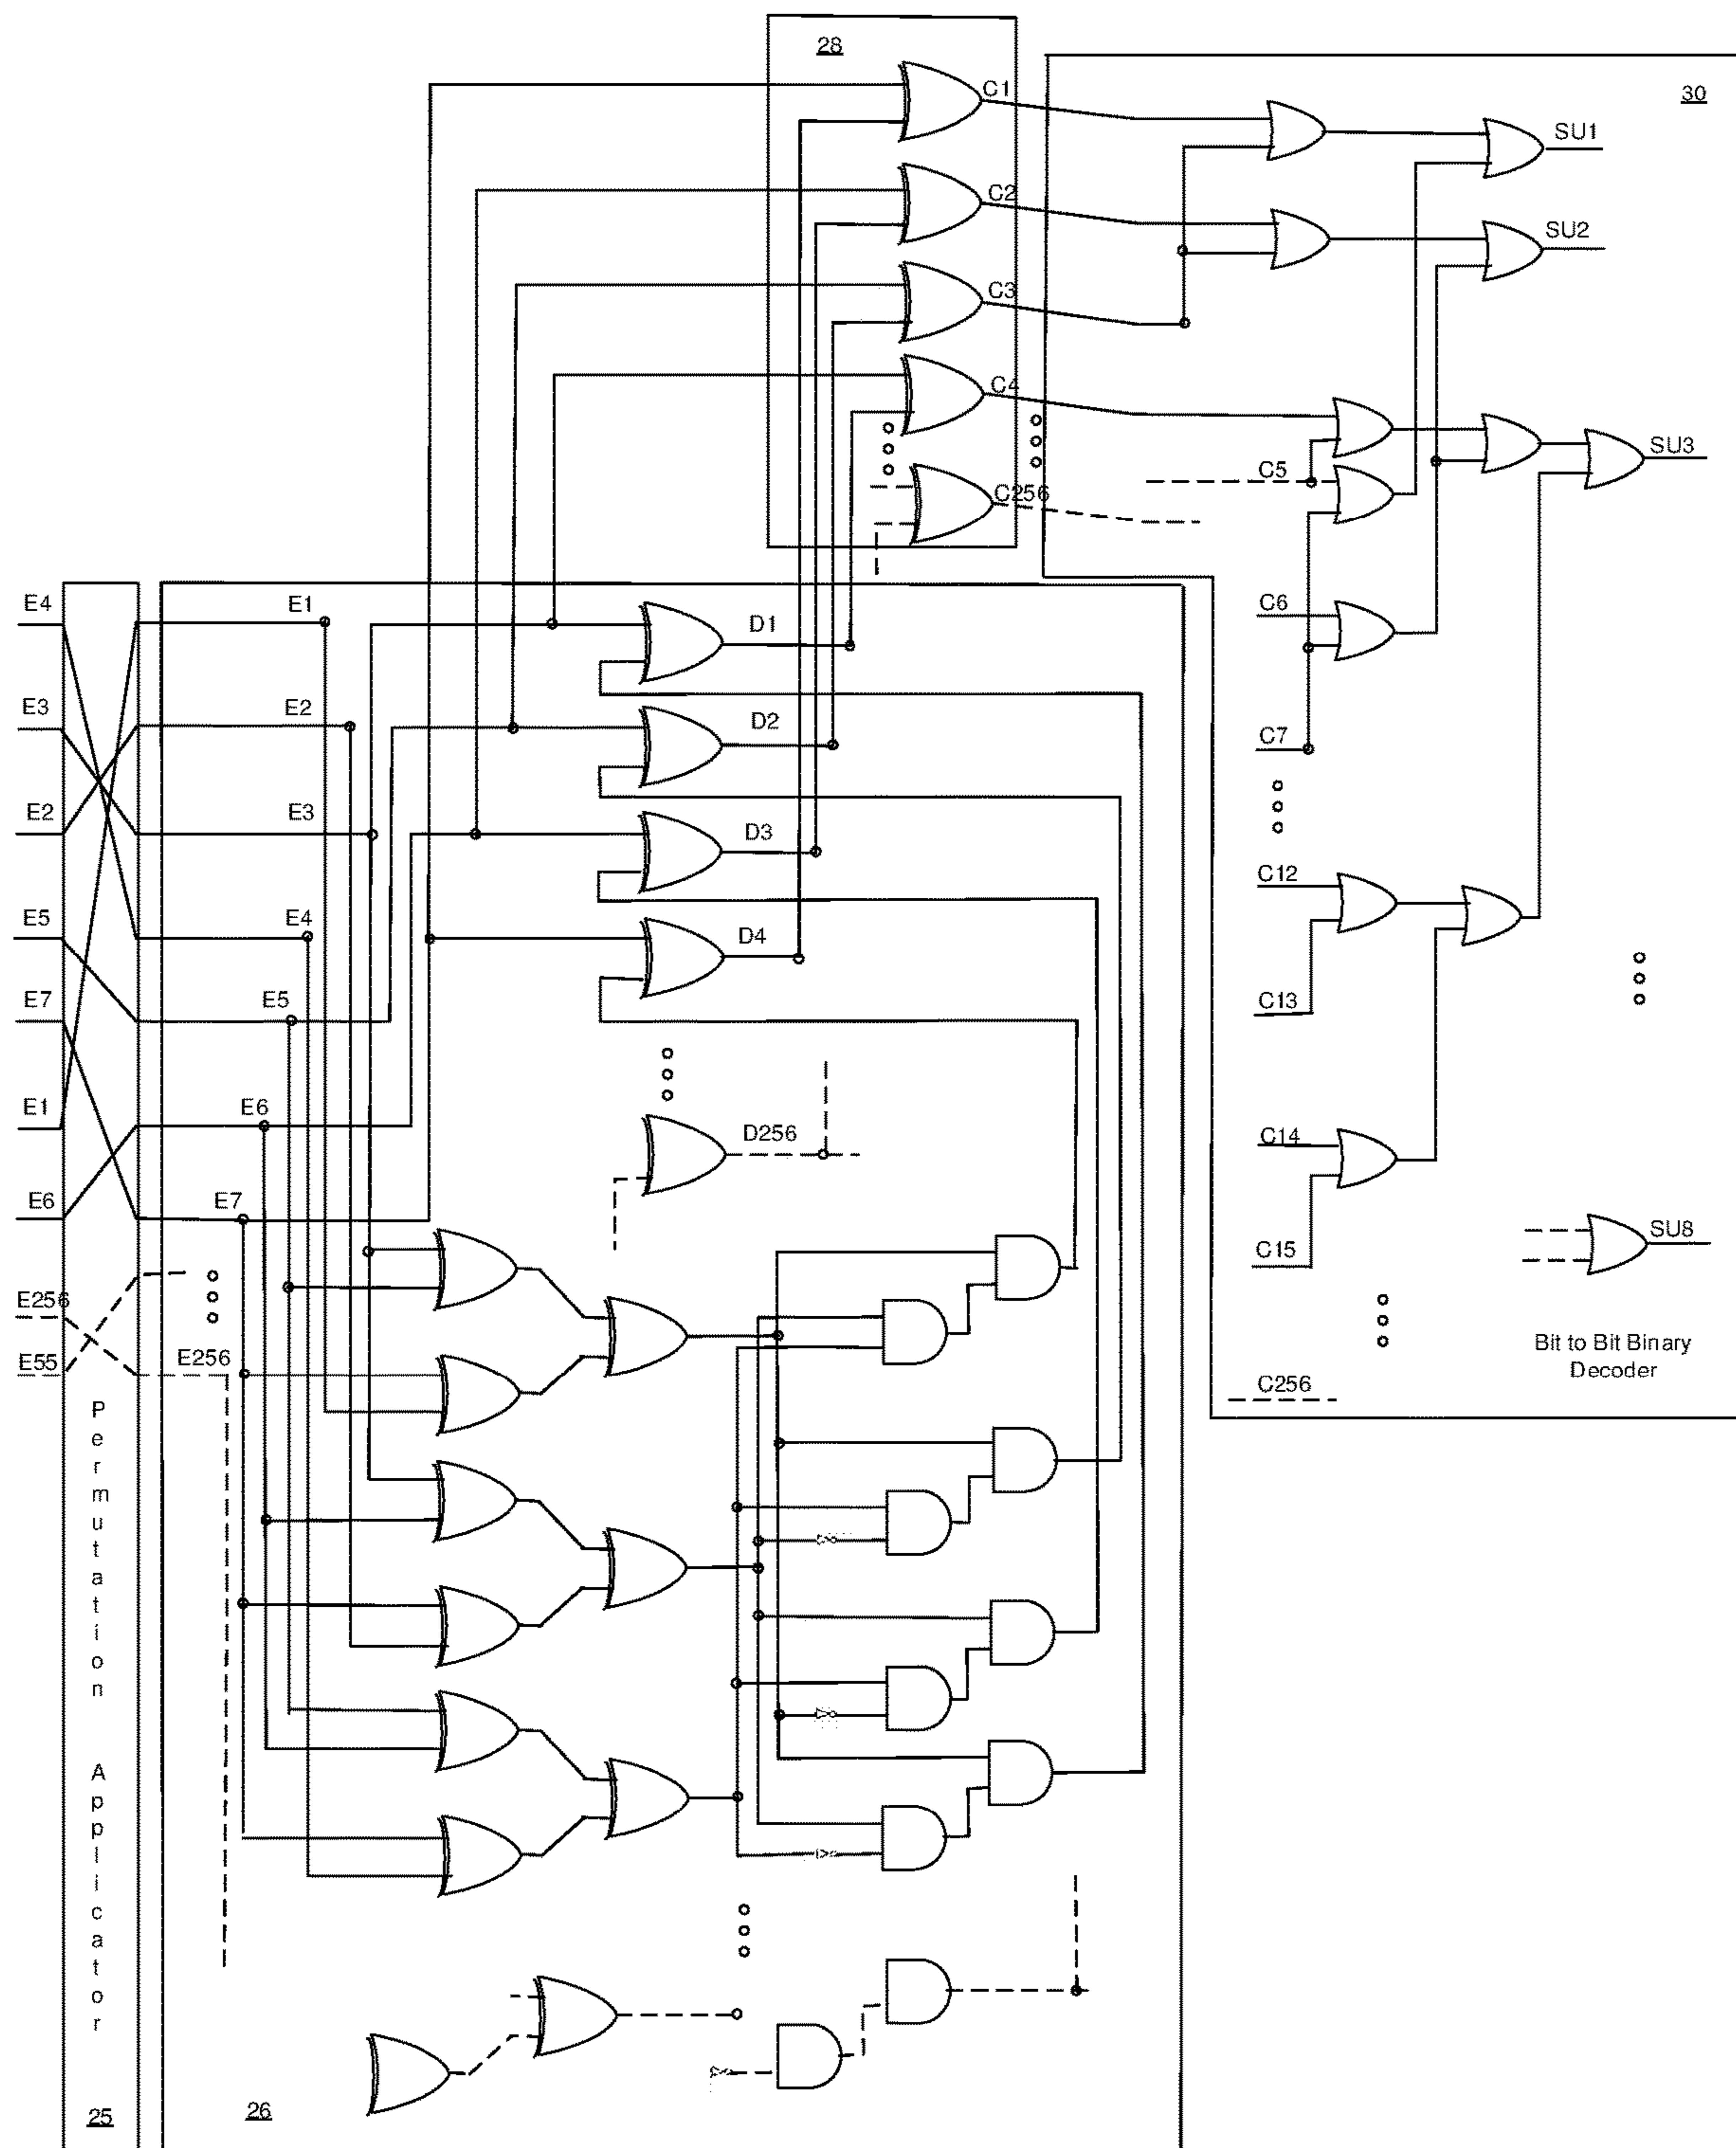 28
30
C1
SU1
C2
SU2
C3
C4
SU3
C5
C256
E4
E1
C6
D1
E3
E2
D2
C7
E2
E3
D3
C12
E5
E4
D4
E7
E5
C13
E1
E6
D256
C14
E6
E7
SU8
C15
E256
E55
E256
Bit to Bit Binary
Decoder
C256
Permutation Applicator
25
26